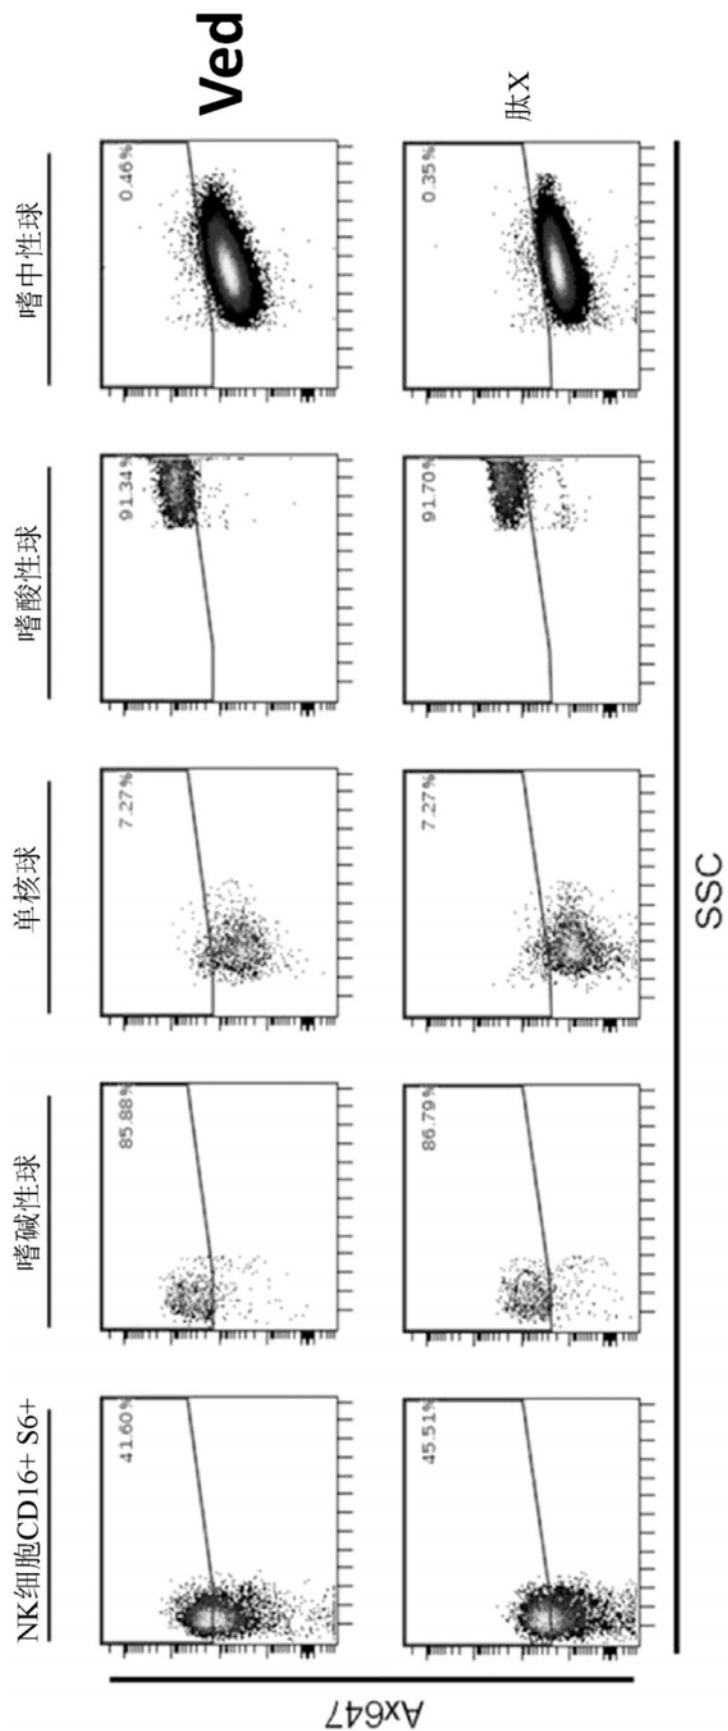 NK细胞CD16+ S6+
嗜碱性球
单核球
嗜酸性球
嗜中性球
41.60%
85.88%
7.27%
91.34%
0.46%
Ved
45.51%
86.79%
7.27%
91.70%
0.35%
肽X
Ax647
SSC